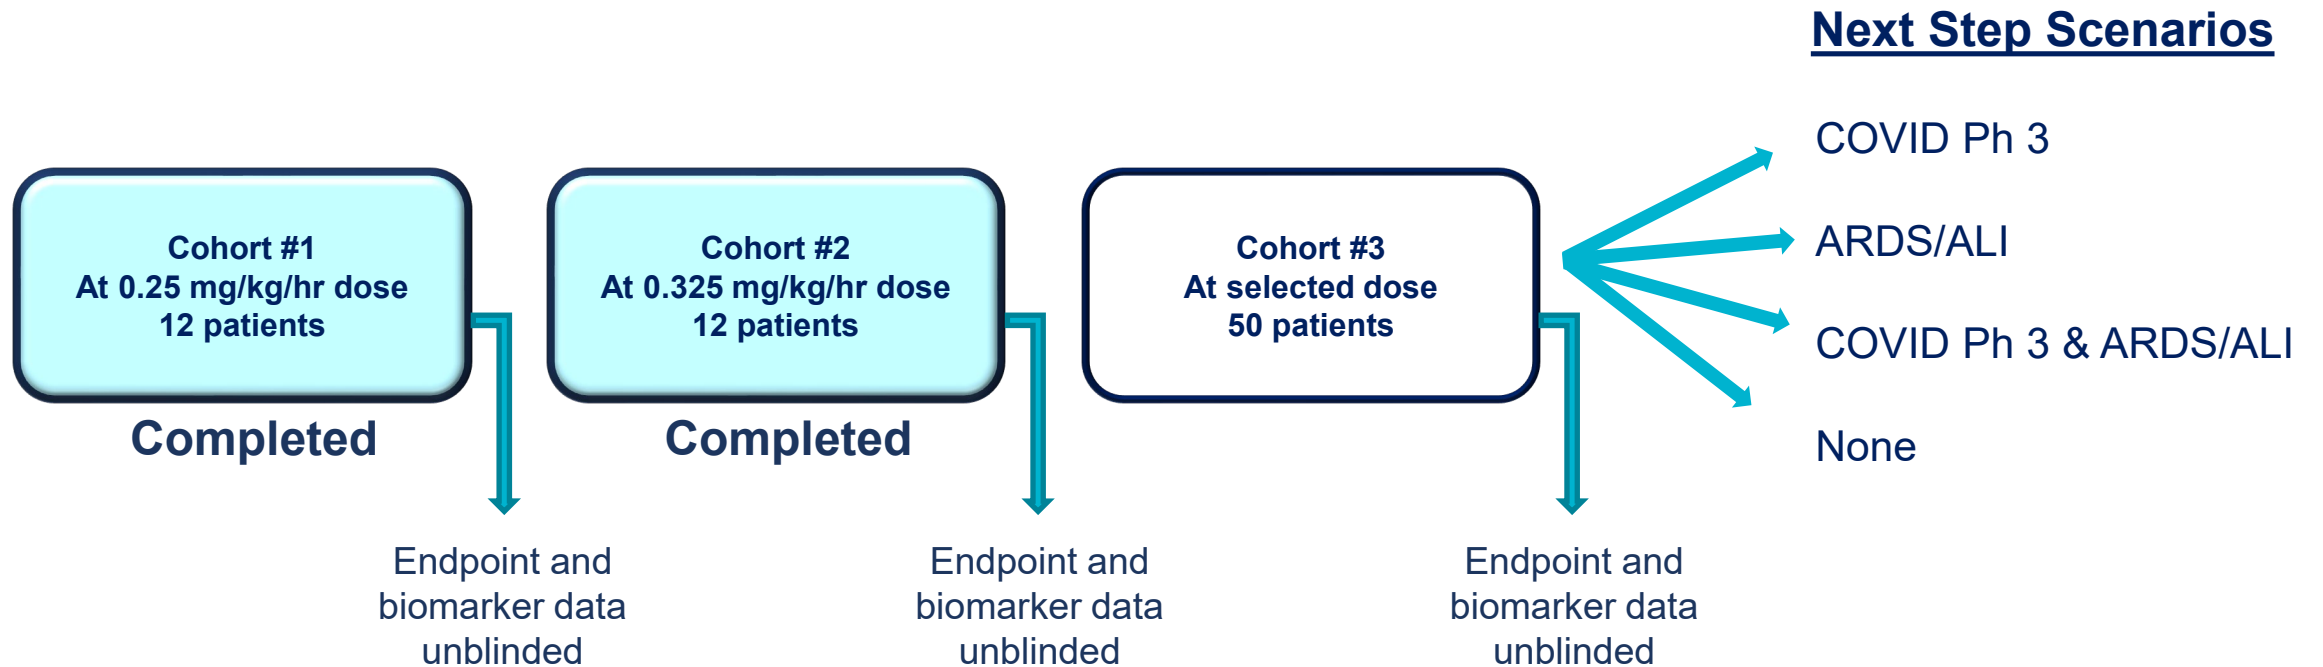 Next Step Scenarios
Cohort #1
At 0.25 mg/kg/hr dose
12 patients
Completed
Endpoint and
biomarker data
unblinded
Cohort #2
At 0.325 mg/kg/hr dose
12 patients
Completed
Endpoint and
biomarker data
unblinded
Cohort #3
At selected dose
50 patients
Endpoint and
biomarker data
unblinded
COVID Ph 3
ARDS/ALI
COVID Ph 3 & ARDS/ALI
None